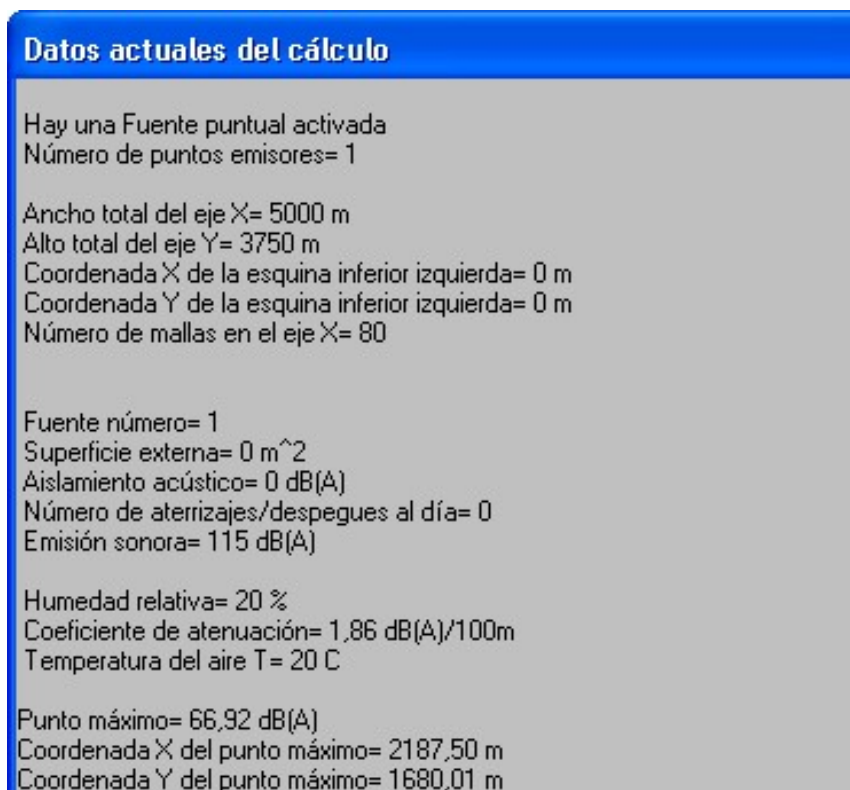 Datos actuales del cálculo
Hay una Fuente puntual activada
Número de puntos emisores= 1
Ancho total del eje X= 5000 m
Alto total del eje Y= 3750 m
Coordenada X de la esquina inferior izquierda= 0 m
Coordenada Y de la esquina inferior izquierda= 0 m
Número de mallas en el eje X= 80
Fuente número= 1
Superficie externa= 0 m^2
Aislamiento acústico= 0 dB(A)
Número de aterrizajes/despegues al día= 0
Emisión sonora= 115 dB(A)
Humedad relativa= 20 %
Coeficiente de atenuación= 1,86 dB(A)/100m
Temperatura del aire T= 20 C
Punto máximo= 66,92 dB(A)
Coordenada X del punto máximo= 2187,50 m
Coordenada Y del punto máximo= 1680,01 m